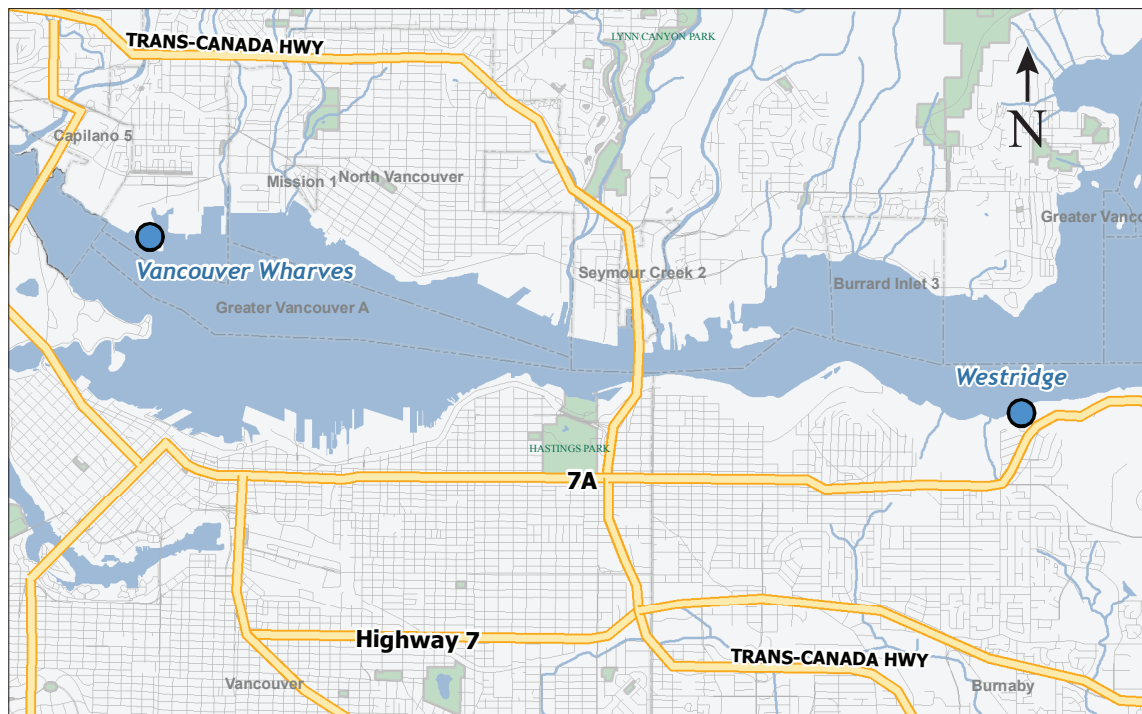 LYNN CANYON PARK
TRANS-CANADA HWY
N
Capilano 5
Mission 1
North Vancouver
Greater Vanco
Vancouver Wharves
Seymour Creek 2
Burrard Inlet 3
Greater Vancouver A
Westridge
HASTINGS PARK
7A
Highway 7
TRANS-CANADA HWY
Vancouver
Burnaby